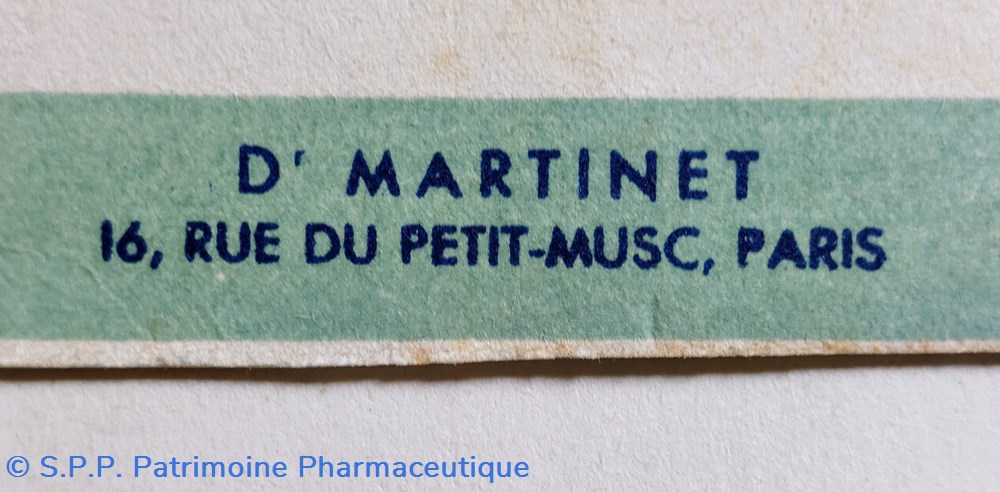 Dʳ MARTINET
16, RUE DU PETIT-MUSC, PARIS
© S.P.P. Patrimoine Pharmaceutique